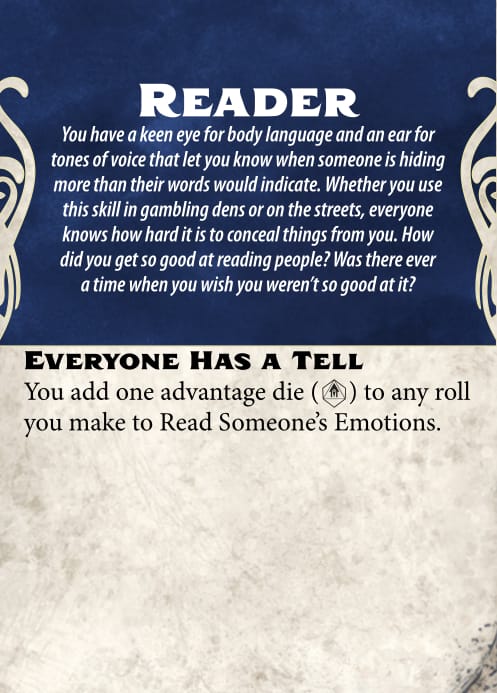 READER
You have a keen eye for body language and an ear for
tones of voice that let you know when someone is hiding
more than their words would indicate. Whether you use
this skill in gambling dens or on the streets, everyone
knows how hard it is to conceal things from you. How
did you get so good at reading people? Was there ever
a time when you wish you weren’t so good at it?
EVERYONE HAS A TELL
You add one advantage die () to any roll
you make to Read Someone’s Emotions.